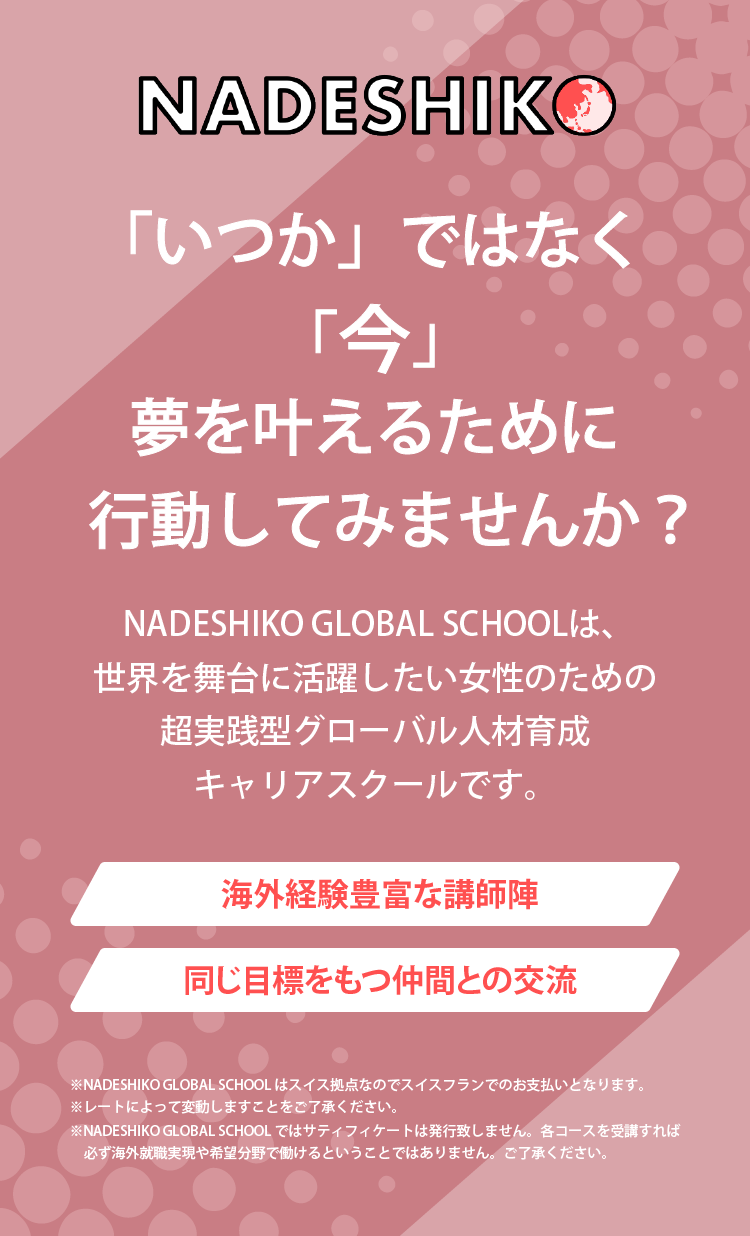 NADESHIKO
「いつか」ではなく
「今」
夢を叶えるために
行動してみませんか？
NADESHIKO GLOBAL SCHOOLは、
世界を舞台に活躍したい女性のための
超実践型グローバル人材育成
キャリアスクールです。
海外経験豊富な講師陣
同じ目標をもつ仲間との交流
※NADESHIKO GLOBAL SCHOOL はスイス拠点なのでスイスフランでのお支払いとなります。
※レートによって変動しますことをご了承ください。
※NADESHIKO GLOBAL SCHOOL ではサティフィケートは発行致しません。各コースを受講すれば
必ず海外就職実現や希望分野で働けるということではありません。ご了承ください。